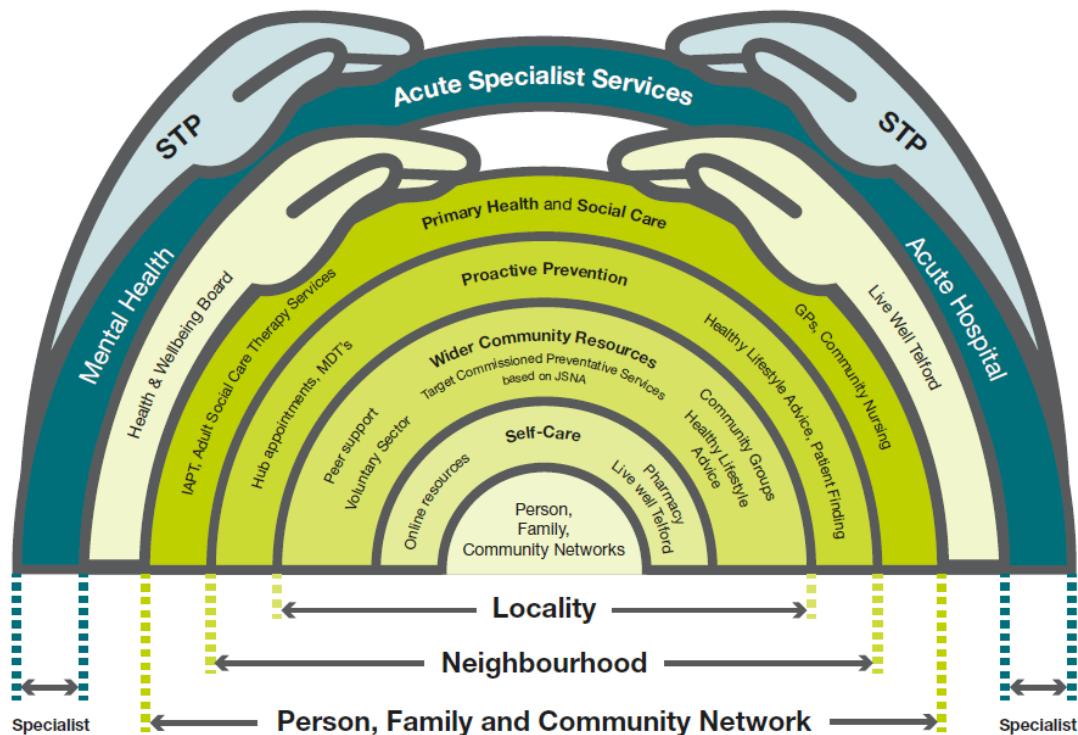 STP
STP
Acute Specialist Services
Mental Health
Acute Hospital
Health & Wellbeing Board
Live Well Telford
Primary Health and Social Care
IAPT, Adult Social Care Therapy Services
GPs, Community Nursing
Proactive Prevention
Hub appointments, MDT's
Healthy Lifestyle Advice, Patient Finding
Wider Community Resources
Target Commissioned Preventative Services
based on JSNA
Peer support
Voluntary Sector
Community Groups
Healthy Lifestyle
Advice
Self-Care
Online resources
Pharmacy
Live well Telford
Person,
Family,
Community Networks
Locality
Neighbourhood
Person, Family and Community Network
Specialist
Specialist